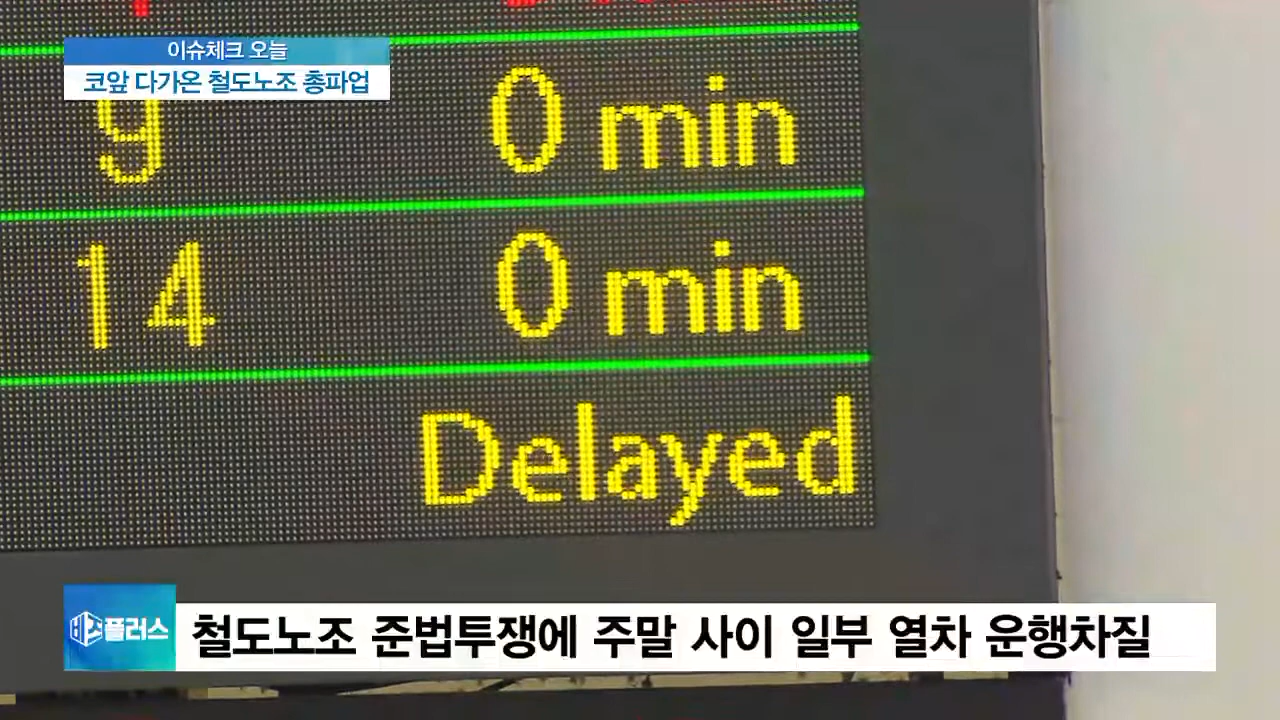 이슈체크 오늘
코앞 다가온 철도노조 총파업
9 0 min
14 0 min
Delayed
비즈플러스
철도노조 준법투쟁에 주말 사이 일부 열차 운행차질